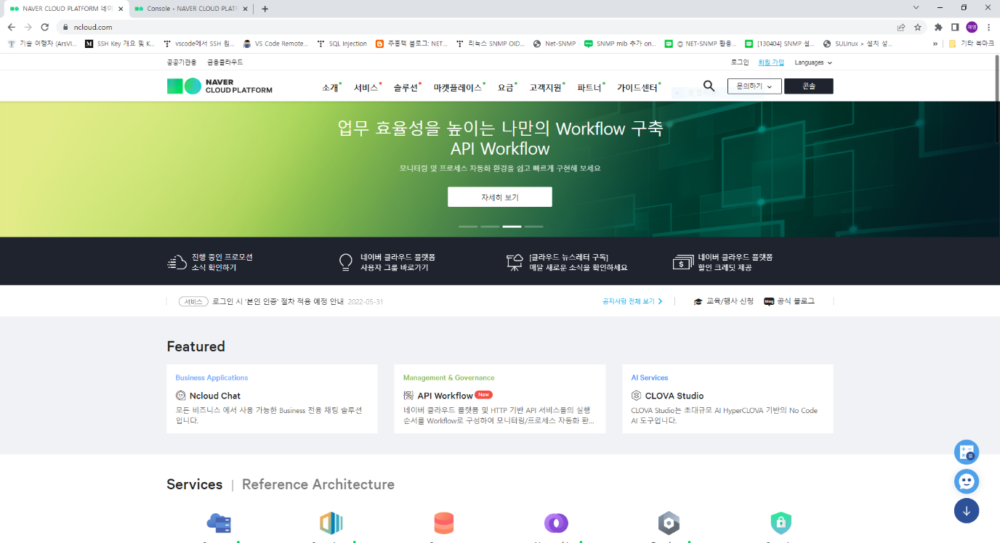 NAVER CLOUD PLATFORM 네이
Console - NAVER CLOUD PLATF
ncloud.com
재영
기술 여행자 (ArsVi...
SSH Key 개요 및 K...
vscode에서 SSH 원...
VS Code Remote...
SQL Injection
주홍택 블로그: NET...
리눅스 SNMP OID...
Net-SNMP
SNMP mib 추가 on...
◎ NET-SNMP 활용...
[130404] SNMP 설...
SULinux > 설치 성...
»
기타 북마크
공공기관용 금융클라우드
로그인 회원 가입 Languages
NAVER
CLOUD PLATFORM
소개 서비스 솔루션 마켓플레이스 요금 고객지원 파트너 가이드센터
문의하기
콘솔
업무 효율성을 높이는 나만의 Workflow 구축
API Workflow
모니터링 및 프로세스 자동화 환경을 쉽고 빠르게 구현해 보세요
자세히 보기
진행 중인 프로모션
소식 확인하기
네이버 클라우드 플랫폼
사용자 그룹 바로가기
[클라우드 뉴스레터 구독]
매달 새로운 소식을 확인하세요
네이버 클라우드 플랫폼
할인 크레딧 제공
서비스 로그인 시 '본인 인증' 절차 적용 예정 안내 2022-05-31
공지사항 전체 보기
교육/행사 신청
blog 공식 블로그
Featured
Business Applications
Ncloud Chat
모든 비즈니스 에서 사용 가능한 Business 전용 채팅 솔루션
입니다.
Management & Governance
API Workflow New
네이버 클라우드 플랫폼 및 HTTP 기반 API 서비스들의 실행
순서를 Workflow로 구성하여 모니터링/프로세스 자동화 환...
AI Services
CLOVA Studio
CLOVA Studio는 초대규모 AI HyperCLOVA 기반의 No Code
AI 도구입니다.
Services | Reference Architecture